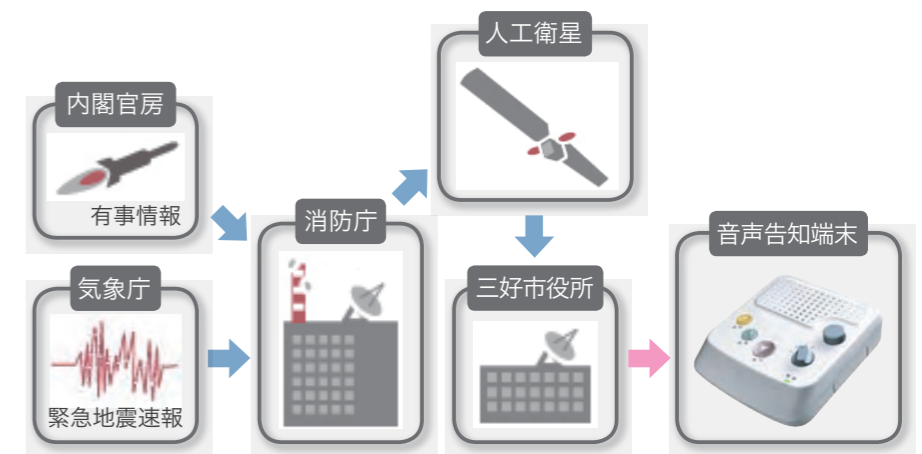 人工衛星
内閣官房
有事情報
消防庁
音声告知端末
気象庁
緊急地震速報
三好市役所